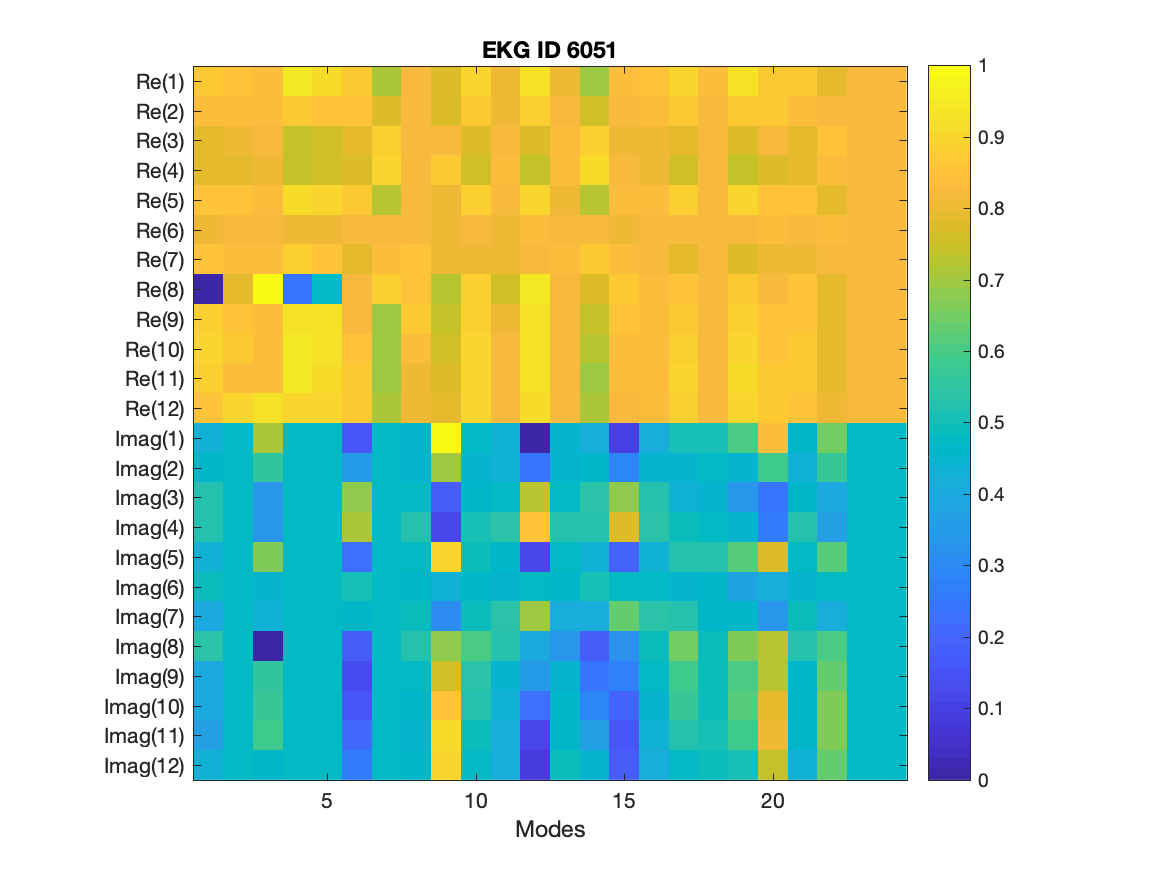 EKG ID 6051
Re(1)
Re(2)
Re(3)
Re(4)
Re(5)
Re(6)
Re(7)
Re(8)
Re(9)
Re(10)
Re(11)
Re(12)
Imag(1)
Imag(2)
Imag(3)
Imag(4)
Imag(5)
Imag(6)
Imag(7)
Imag(8)
Imag(9)
Imag(10)
Imag(11)
Imag(12)
5 10 15 20
Modes
1
0.9
0.8
0.7
0.6
0.5
0.4
0.3
0.2
0.1
0